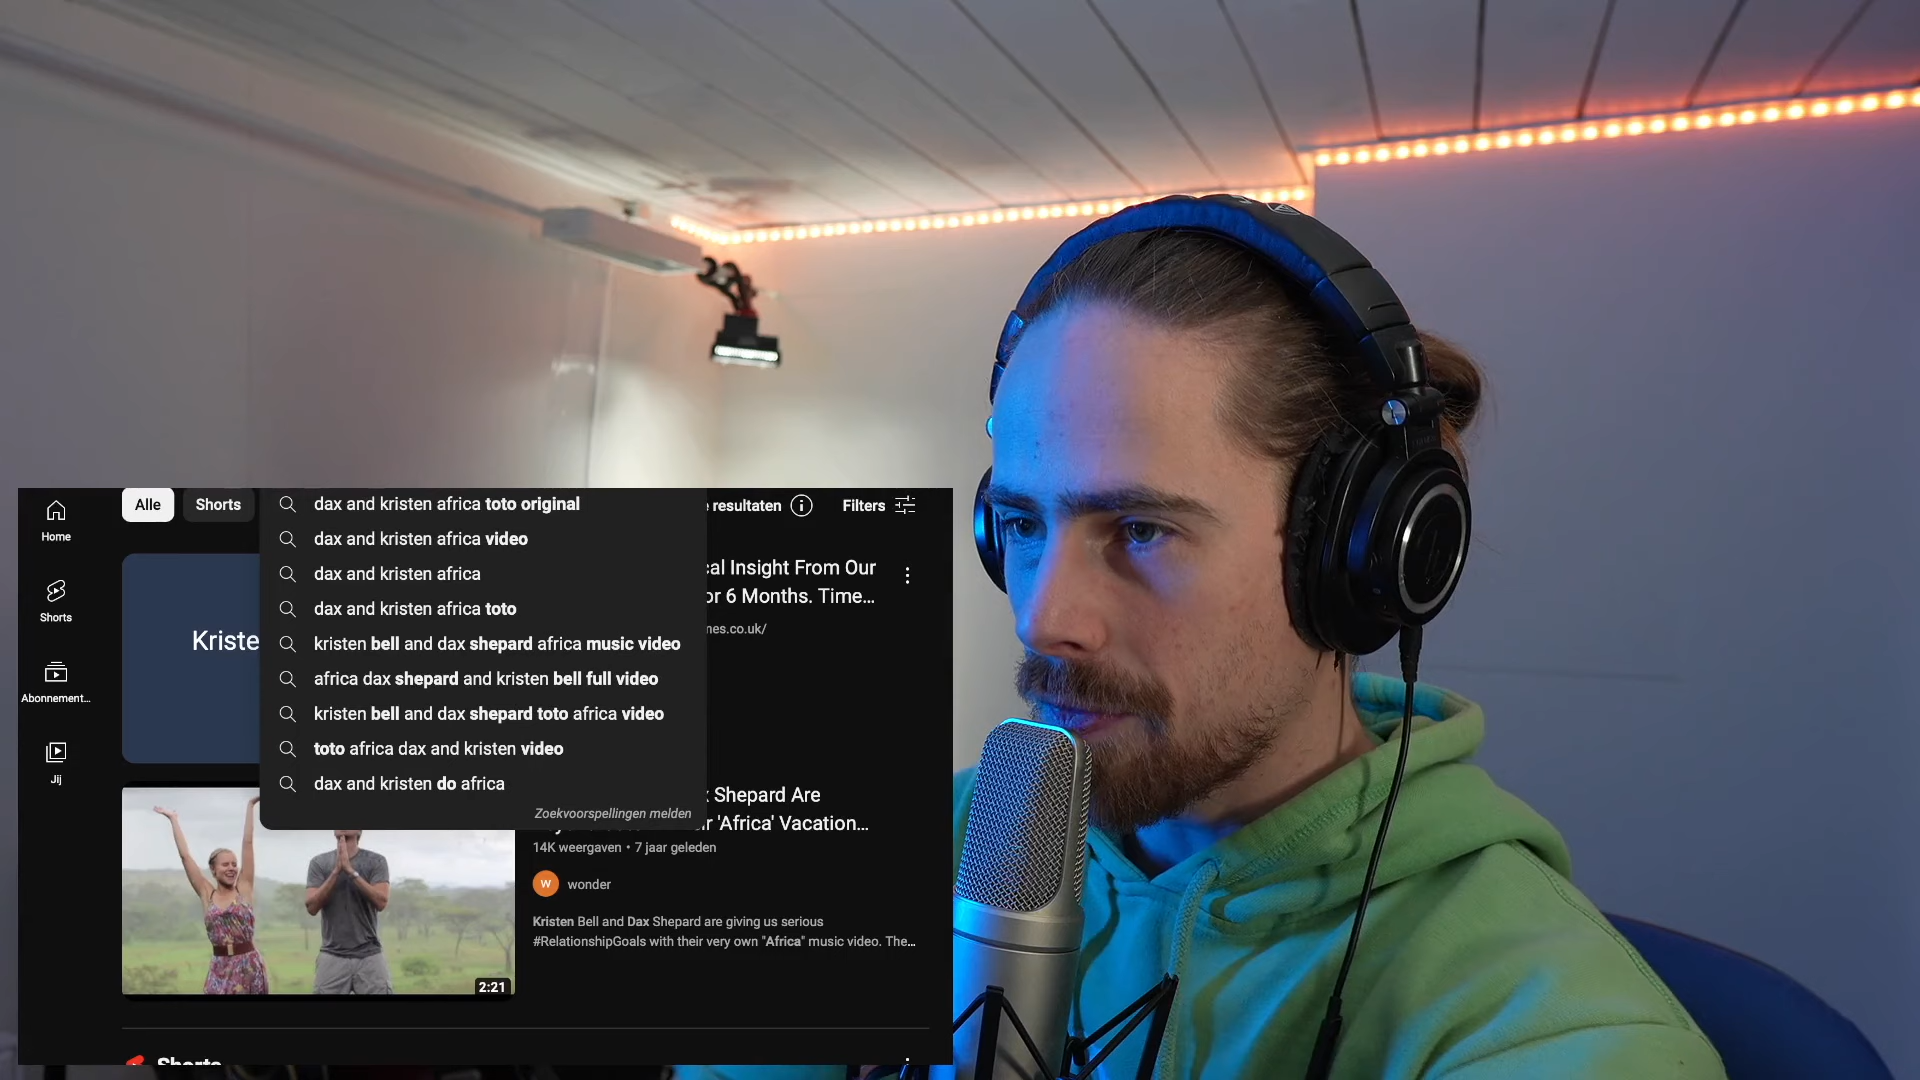 Alle
Shorts
dax and kristen africa toto original
resultaten
Filters
Home
dax and kristen africa video
dax and kristen africa
cal Insight From Our
or 6 Months. Time...
Shorts
dax and kristen africa toto
nes.co.uk/
Kriste
kristen bell and dax shepard africa music video
africa dax shepard and kristen bell full video
Abonnement...
kristen bell and dax shepard toto africa video
toto africa dax and kristen video
Jij
dax and kristen do africa
Zoekvoorspellingen melden
Shepard Are
'Africa' Vacation...
14K weergaven • 7 jaar geleden
W wonder
Kristen Bell and Dax Shepard are giving us serious
#RelationshipGoals with their very own "Africa" music video. The...
2:21
Shorts